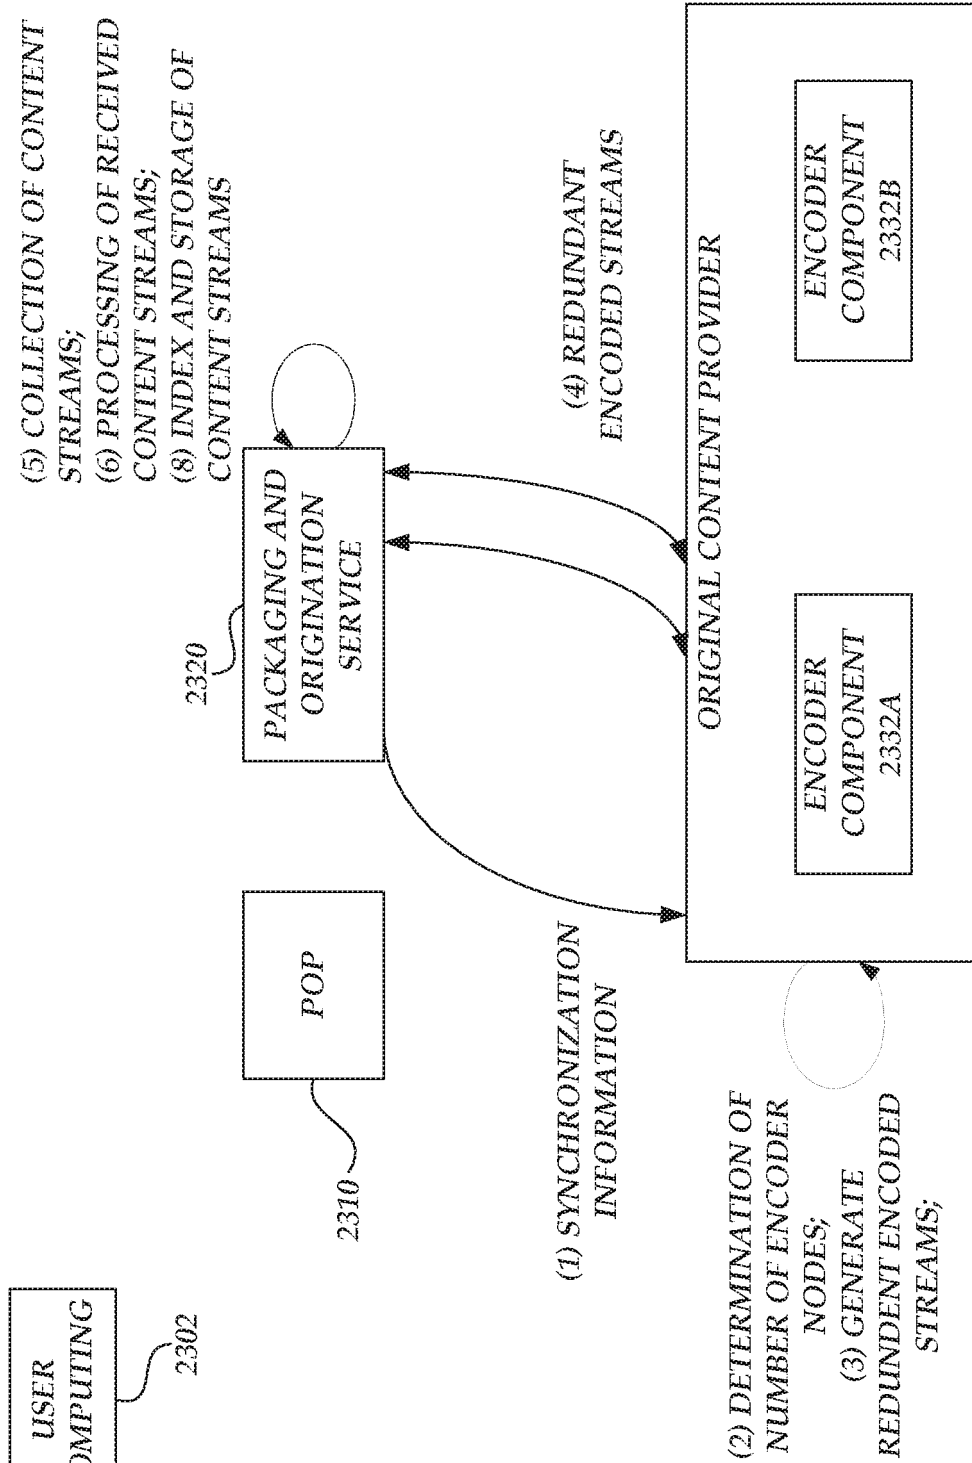 (5) COLLECTION OF CONTENT
STREAMS;
(6) PROCESSING OF RECEIVED
CONTENT STREAMS;
(8) INDEX AND STORAGE OF
CONTENT STREAMS
2320
PACKAGING AND
ORIGINATION
SERVICE
(4) REDUNDANT
ENCODED STREAMS
ORIGINAL CONTENT PROVIDER
ENCODER
COMPONENT
2332B
ENCODER
COMPONENT
2332A
POP
2310
(1) SYNCHRONIZATION
INFORMATION
(2) DETERMINATION OF
NUMBER OF ENCODER
NODES;
(3) GENERATE
REDUNDENT ENCODED
STREAMS;
USER
OMPUTING
2302